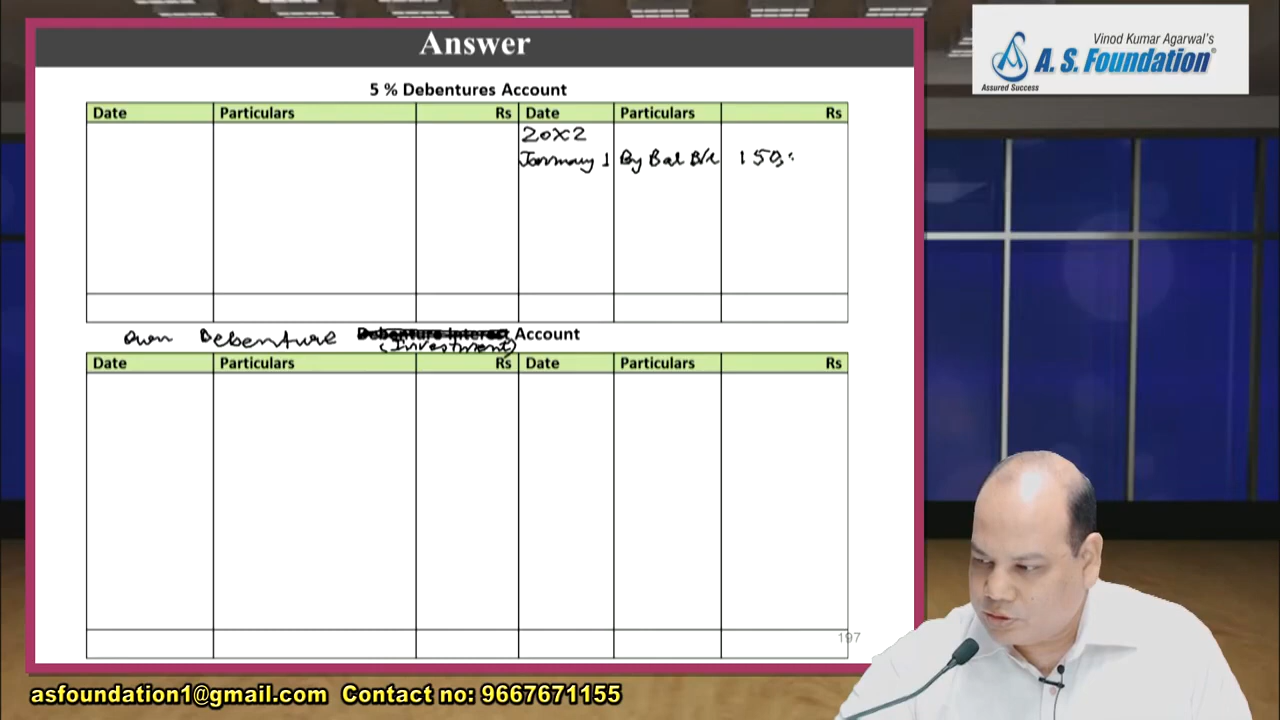 Answer
Vinod Kumar Agarwal's
A. S. Foundation®
Assured Success
5 % Debentures Account
Date Particulars Rs Date Particulars Rs
20X2
January 1 By Bal B/d 150,
Own Debenture Debenture Interest Account
(Investment)
Date Particulars Rs Date Particulars Rs
197
asfoundation1@gmail.com Contact no: 9667671155